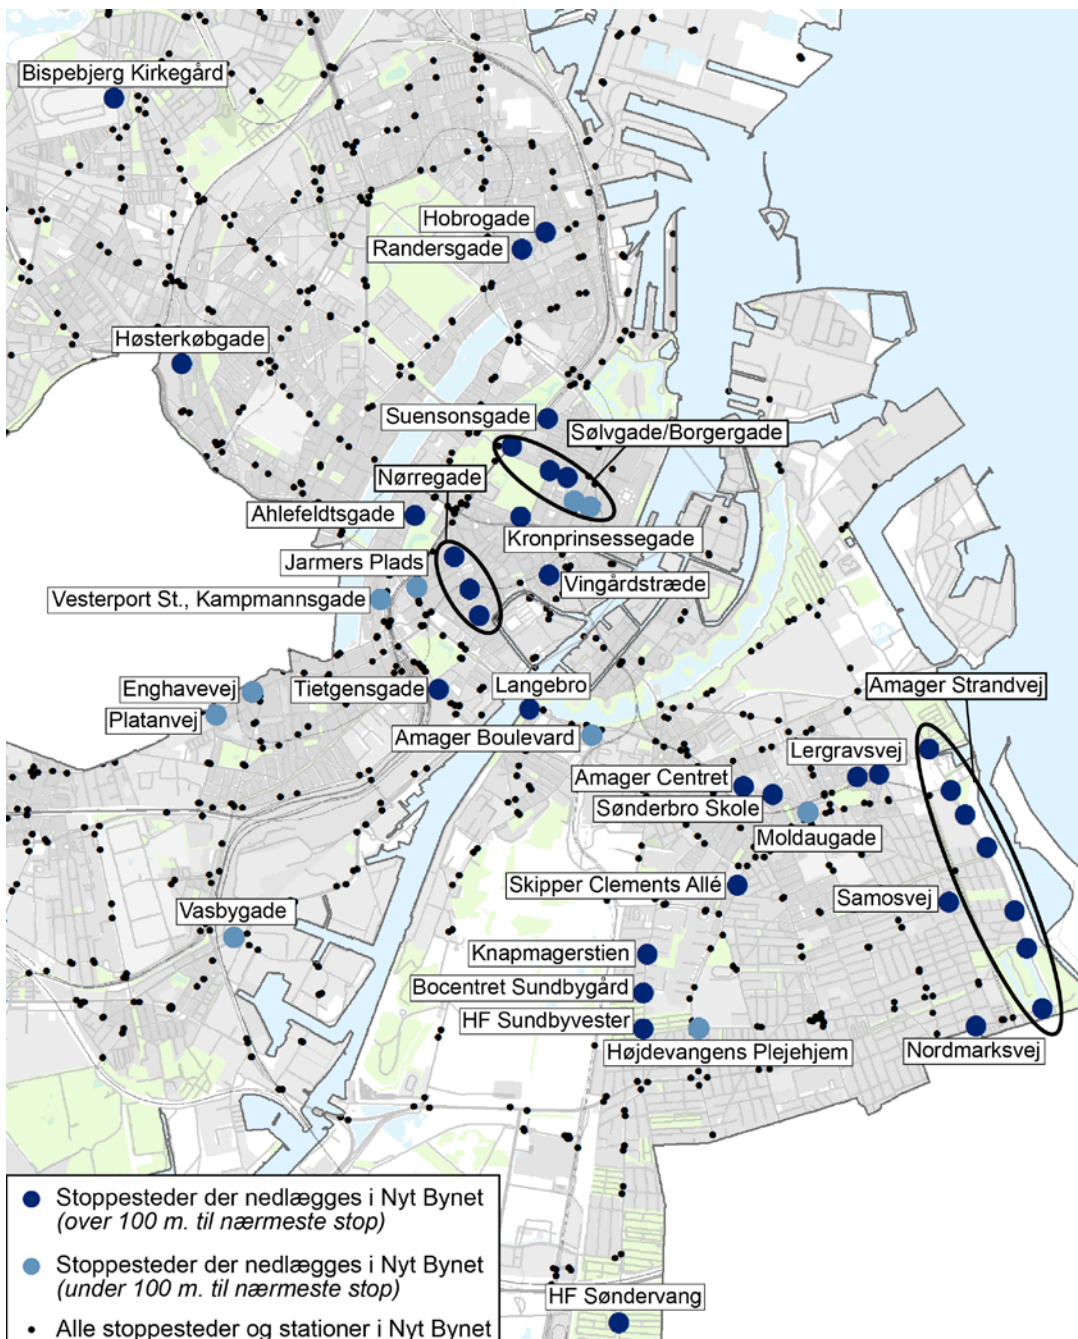 Bispebjerg Kirkegård
Hobrogade
Randersgade
Høsterkøbgade
Suensonsgade
Sølvgade/Borgergade
Nørregade
Ahlefeldtsgade
Kronprinsessegade
Jarmers Plads
Vingårdstræde
Vesterport St., Kampmannsgade
Enghavevej
Tietgensgade
Langebro
Amager Strandvej
Platanvej
Amager Boulevard
Lergravsvej
Amager Centret
Sønderbro Skole
Moldaugade
Skipper Clements Allé
Samosvej
Vasbygade
Knapmagerstien
Bocentret Sundbygård
HF Sundbyvester
Højdevangens Plejehjem
Nordmarksvej
Stoppesteder der nedlægges i Nyt Bynet
(over 100 m. til nærmeste stop)
Stoppesteder der nedlægges i Nyt Bynet
(under 100 m. til nærmeste stop)
HF Søndervang
Alle stoppesteder og stationer i Nyt Bynet